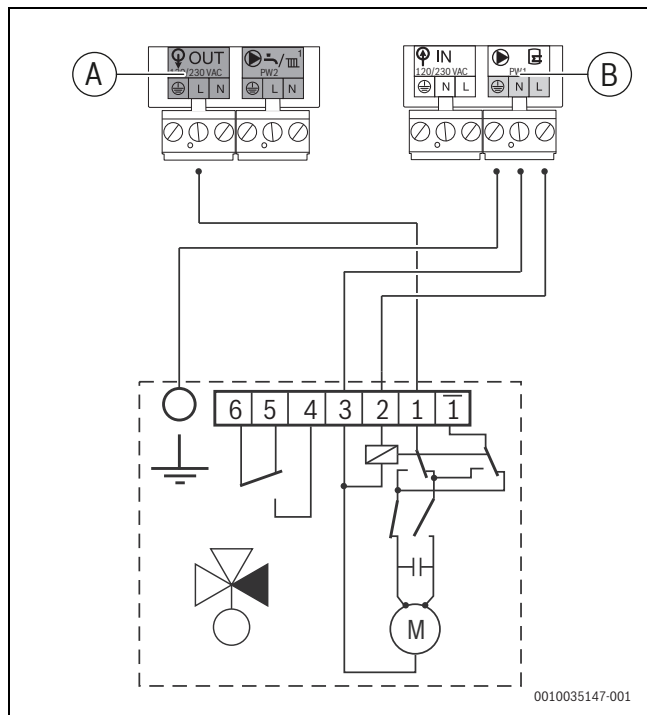 A
OUT
120/230 VAC
L N
1
PW2
L N
IN
120/230 VAC
N L
PW1
N L
B
6 5 4 3 2 1 1̅
M
0010035147-001